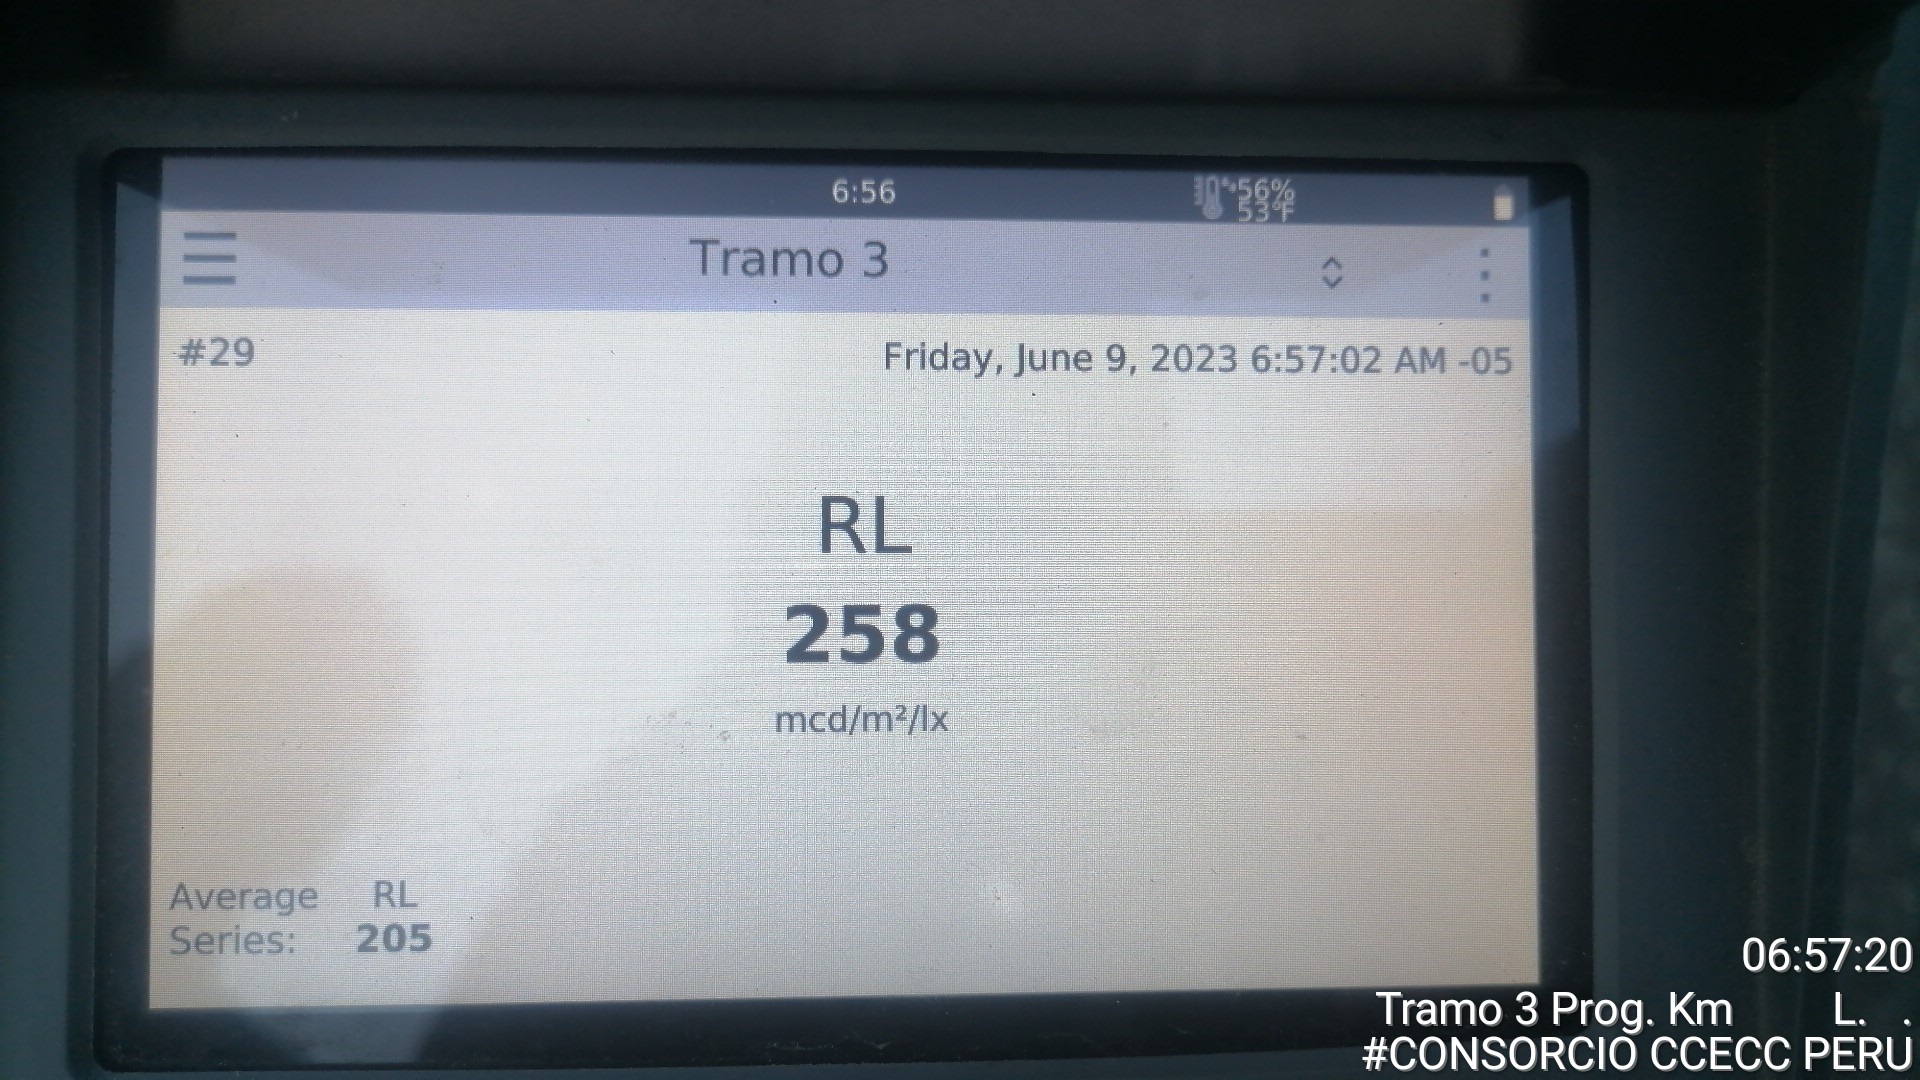 6:56
56%
53°F
Tramo 3
#29
Friday, June 9, 2023 6:57:02 AM -05
RL
258
mcd/m²/lx
Average RL
Series: 205
06:57:20
Tramo 3 Prog. Km L. .
#CONSORCIO CCECC PERU